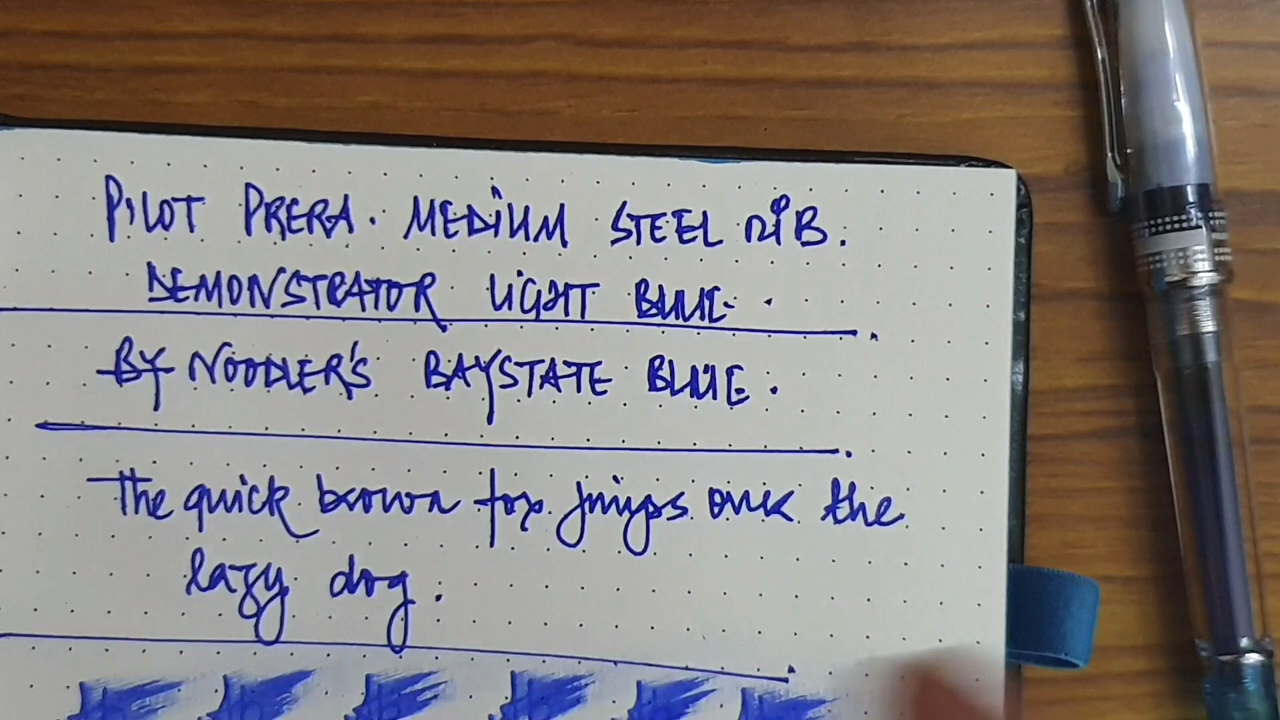 PILOT PRERA. MEDIUM STEEL NIB.
DEMONSTRATOR LIGHT BLUE.
BY NOODLER'S BAYSTATE BLUE.
The quick brown fox jumps over the
lazy dog.